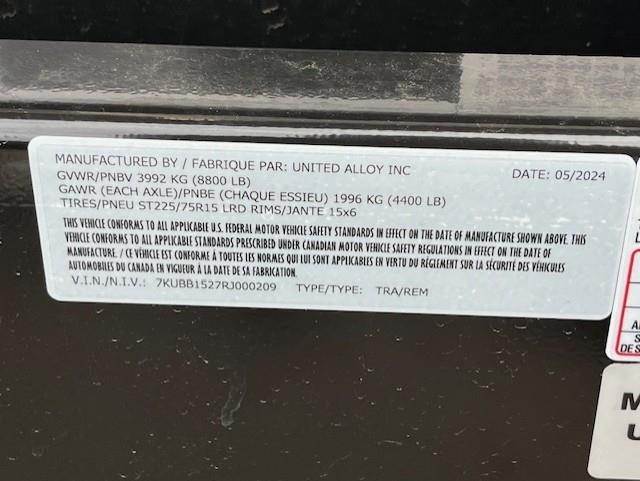 MANUFACTURED BY / FABRIQUE PAR: UNITED ALLOY INC DATE: 05/2024
GVWR/PNBV 3992 KG (8800 LB)
GAWR (EACH AXLE)/PNBE (CHAQUE ESSIEU) 1996 KG (4400 LB)
TIRES/PNEU ST225/75R15 LRD RIMS/JANTE 15x6
THIS VEHICLE CONFORMS TO ALL APPLICABLE U.S. FEDERAL MOTOR VEHICLE SAFETY STANDARDS IN EFFECT ON THE DATE OF MANUFACTURE SHOWN ABOVE. THIS
VEHICLE CONFORMS TO ALL APPLICABLE STANDARDS PRESCRIBED UNDER CANADIAN MOTOR VEHICLE SAFETY REGULATIONS IN EFFECT ON THE DATE OF
MANUFACTURE. / CE VÉHICLE EST CONFORME À TOUTES LES NORMES QUI LUI SONT APPLICABLES EN VERTU DU RÈGLEMENT SUR LA SÉCURITÉ DES VÉHICULES
AUTOMOBILES DU CANADA EN VIGUEUR À LA DATE DE SA FABRICATION.
V.I.N./N.I.V.: 7KUBB1527RJ000209 TYPE/TYPE: TRA/REM